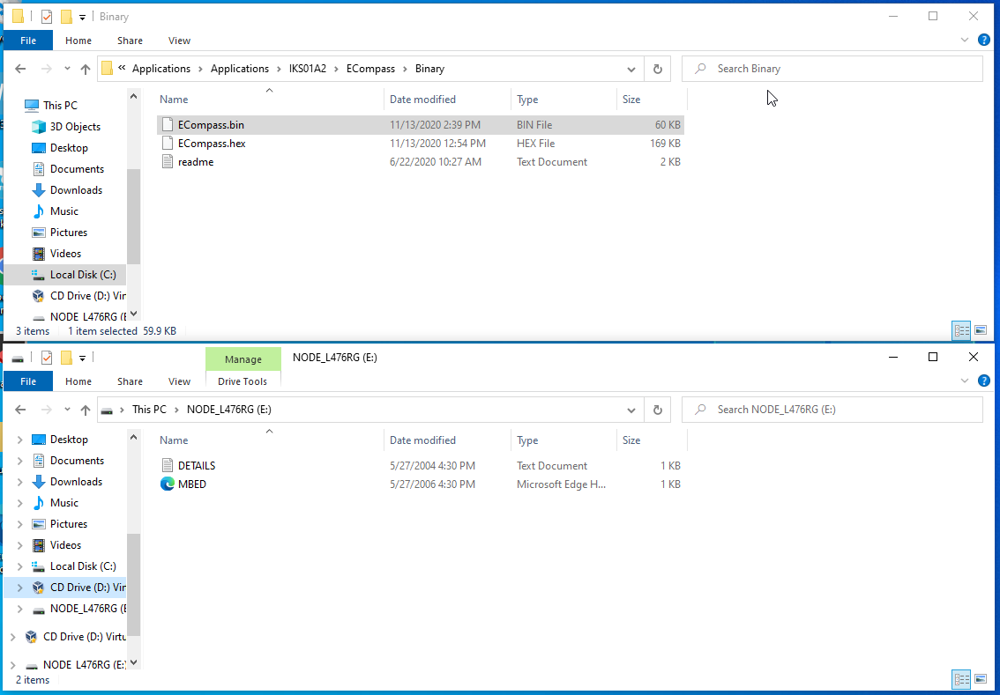 Binary
File Home Share View
« Applications › Applications › IKS01A2 › ECompass › Binary
Search Binary
Name Date modified Type Size
This PC
3D Objects
Desktop
Documents
Downloads
Music
Pictures
Videos
Local Disk (C:)
CD Drive (D:) Vir
NODE_L476RG (E
ECompass.bin 11/13/2020 2:39 PM BIN File 60 KB
ECompass.hex 11/13/2020 12:54 PM HEX File 169 KB
readme 6/22/2020 10:27 AM Text Document 2 KB
3 items 1 item selected 59.9 KB
Manage NODE_L476RG (E:)
File Home Share View Drive Tools
› This PC › NODE_L476RG (E:)
Search NODE_L476RG (E:)
Name Date modified Type Size
Desktop
Documents
Downloads
Music
Pictures
Videos
Local Disk (C:)
CD Drive (D:) Vir
NODE_L476RG (E
CD Drive (D:) Virtu
NODE_L476RG (E:)
DETAILS 5/27/2004 4:30 PM Text Document 1 KB
MBED 5/27/2006 4:30 PM Microsoft Edge H... 1 KB
2 items